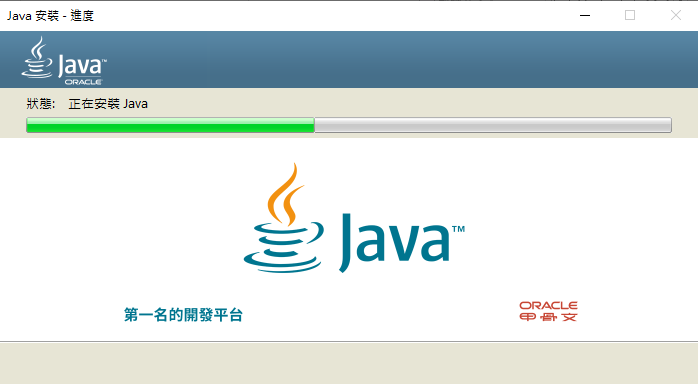 Java 安裝 - 進度
Java™
ORACLE
狀態: 正在安裝 Java
Java™
第一名的開發平台
ORACLE
甲骨文